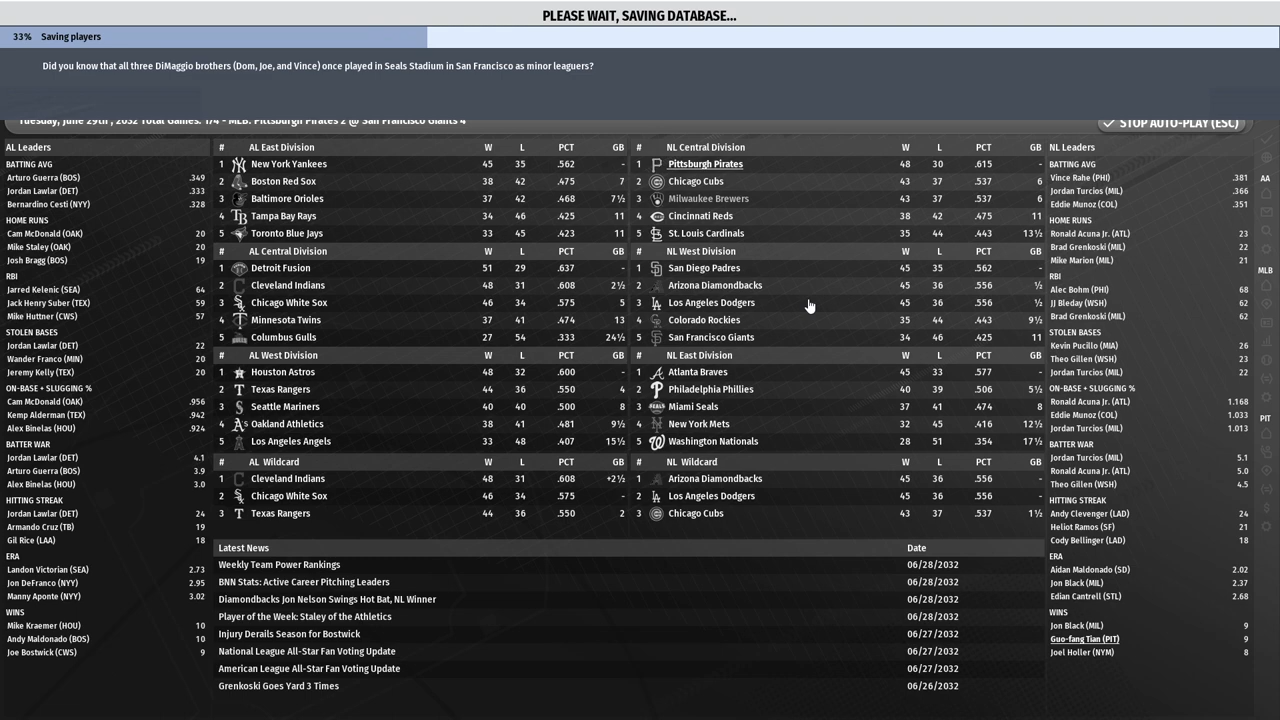 PLEASE WAIT, SAVING DATABASE...
33% Saving players
Did you know that all three DiMaggio brothers (Dom, Joe, and Vince) once played in Seals Stadium in San Francisco as minor leaguers?
Tuesday, June 29th, 2032 Total Games: 174 - MLB: Pittsburgh Pirates 2 @ San Francisco Giants 4
STOP AUTO-PLAY (ESC)
AL Leaders
BATTING AVG
Arturo Guerra (BOS) .349
Jordan Lawlar (DET) .333
Bernardino Cesti (NYY) .328
HOME RUNS
Cam McDonald (OAK) 20
Mike Staley (OAK) 20
Josh Bragg (BOS) 19
RBI
Jarred Kelenic (SEA) 64
Jack Henry Suber (TEX) 59
Mike Huttner (CWS) 57
STOLEN BASES
Jordan Lawlar (DET) 22
Wander Franco (MIN) 20
Jeremy Kelly (TEX) 20
ON-BASE + SLUGGING %
Cam McDonald (OAK) .956
Kemp Alderman (TEX) .942
Alex Binelas (HOU) .924
BATTER WAR
Jordan Lawlar (DET) 4.1
Arturo Guerra (BOS) 3.9
Alex Binelas (HOU) 3.0
HITTING STREAK
Jordan Lawlar (DET) 24
Armando Cruz (TB) 19
Gil Rice (LAA) 18
ERA
Landon Victorian (SEA) 2.73
Jon DeFranco (NYY) 2.95
Manny Aponte (NYY) 3.02
WINS
Mike Kraemer (HOU) 10
Andy Maldonado (BOS) 10
Joe Bostwick (CWS) 9
# AL East Division W L PCT GB
1 New York Yankees 45 35 .562 -
2 Boston Red Sox 38 42 .475 7
3 Baltimore Orioles 37 42 .468 7½
4 Tampa Bay Rays 34 46 .425 11
5 Toronto Blue Jays 33 45 .423 11
# AL Central Division W L PCT GB
1 Detroit Fusion 51 29 .637 -
2 Cleveland Indians 48 31 .608 2½
3 Chicago White Sox 46 34 .575 5
4 Minnesota Twins 37 41 .474 13
5 Columbus Gulls 27 54 .333 24½
# AL West Division W L PCT GB
1 Houston Astros 48 32 .600 -
2 Texas Rangers 44 36 .550 4
3 Seattle Mariners 40 40 .500 8
4 Oakland Athletics 38 41 .481 9½
5 Los Angeles Angels 33 48 .407 15½
# AL Wildcard W L PCT GB
1 Cleveland Indians 48 31 .608 +2½
2 Chicago White Sox 46 34 .575 -
3 Texas Rangers 44 36 .550 2
# NL Central Division W L PCT GB
1 Pittsburgh Pirates 48 30 .615 -
2 Chicago Cubs 43 37 .537 6
3 Milwaukee Brewers 43 37 .537 6
4 Cincinnati Reds 38 42 .475 11
5 St. Louis Cardinals 35 44 .443 13½
# NL West Division W L PCT GB
1 San Diego Padres 45 35 .562 -
2 Arizona Diamondbacks 45 36 .556 ½
3 Los Angeles Dodgers 45 36 .556 ½
4 Colorado Rockies 35 44 .443 9½
5 San Francisco Giants 34 46 .425 11
# NL East Division W L PCT GB
1 Atlanta Braves 45 33 .577 -
2 Philadelphia Phillies 40 39 .506 5½
3 Miami Seals 37 41 .474 8
4 New York Mets 32 45 .416 12½
5 Washington Nationals 28 51 .354 17½
# NL Wildcard W L PCT GB
1 Arizona Diamondbacks 45 36 .556 -
2 Los Angeles Dodgers 45 36 .556 -
3 Chicago Cubs 43 37 .537 1½
Latest News Date
Weekly Team Power Rankings 06/28/2032
BNN Stats: Active Career Pitching Leaders 06/28/2032
Diamondbacks Jon Nelson Swings Hot Bat, NL Winner 06/28/2032
Player of the Week: Staley of the Athletics 06/28/2032
Injury Derails Season for Bostwick 06/27/2032
National League All-Star Fan Voting Update 06/27/2032
American League All-Star Fan Voting Update 06/27/2032
Grenkoski Goes Yard 3 Times 06/26/2032
NL Leaders
BATTING AVG
Vince Rahe (PHI) .381
Jordan Turcios (MIL) .366
Eddie Munoz (COL) .351
HOME RUNS
Ronald Acuna Jr. (ATL) 23
Brad Grenkoski (MIL) 22
Mike Marion (MIL) 21
RBI
Alec Bohm (PHI) 68
JJ Bleday (WSH) 62
Brad Grenkoski (MIL) 62
STOLEN BASES
Kevin Pucillo (MIA) 26
Theo Gillen (WSH) 23
Jordan Turcios (MIL) 22
ON-BASE + SLUGGING %
Ronald Acuna Jr. (ATL) 1.168
Eddie Munoz (COL) 1.033
Jordan Turcios (MIL) 1.013
BATTER WAR
Jordan Turcios (MIL) 5.1
Ronald Acuna Jr. (ATL) 5.0
Theo Gillen (WSH) 4.5
HITTING STREAK
Andy Clevenger (LAD) 24
Heliot Ramos (SF) 21
Cody Bellinger (LAD) 18
ERA
Aidan Maldonado (SD) 2.02
Jon Black (MIL) 2.37
Edian Cantrell (STL) 2.68
WINS
Jon Black (MIL) 9
Guo-fang Tian (PIT) 9
Joel Holler (NYM) 8
AA
MLB
PIT